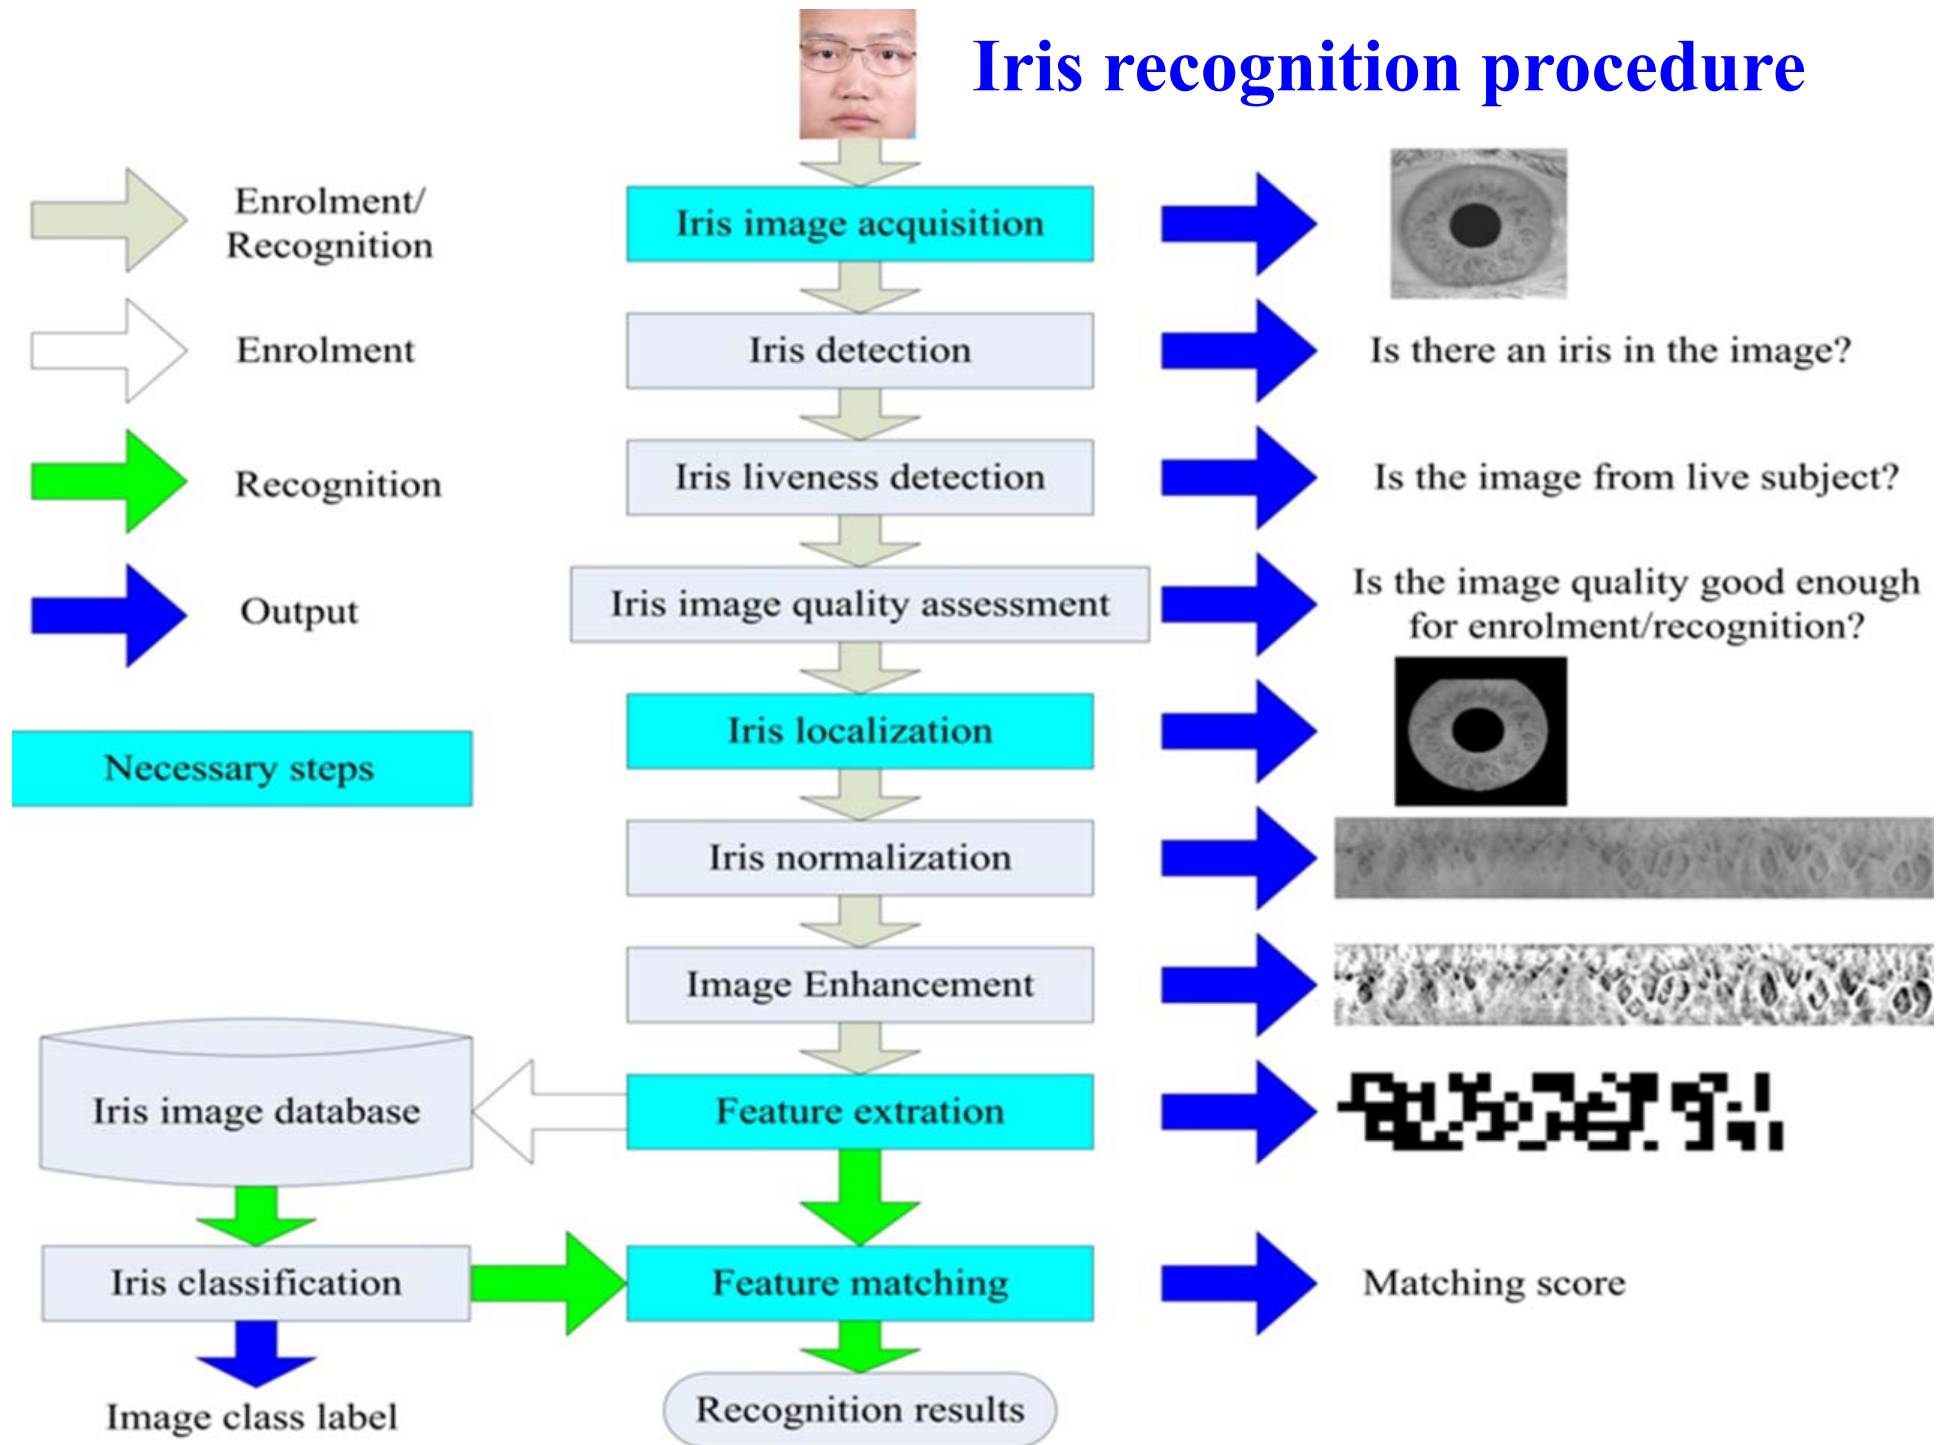 Iris recognition procedure
Enrolment/
Recognition
Enrolment
Recognition
Output
Necessary steps
Iris image acquisition
Iris detection
Is there an iris in the image?
Iris liveness detection
Is the image from live subject?
Iris image quality assessment
Is the image quality good enough
for enrolment/recognition?
Iris localization
Iris normalization
Image Enhancement
Iris image database
Feature extration
Iris classification
Feature matching
Matching score
Image class label
Recognition results